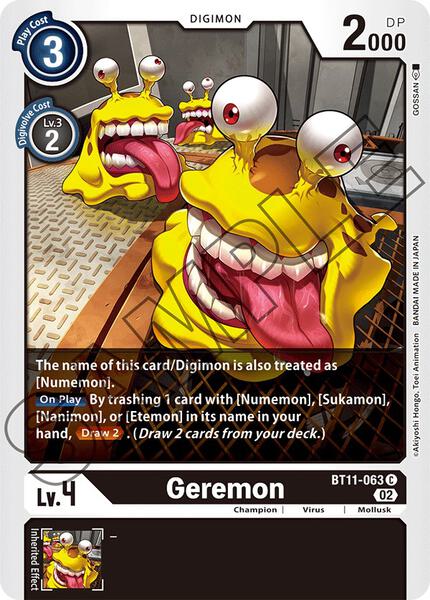 DIGIMON
Play Cost
3
DP
2000
Digivolve Cost
Lv.3
2
GOSSAN
©Akiyoshi Hongo, Toei Animation BANDAI MADE IN JAPAN
SAMPLE
The name of this card/Digimon is also treated as
[Numemon].
On Play By trashing 1 card with [Numemon], [Sukamon],
[Nanimon], or [Etemon] in its name in your
hand, Draw 2. (Draw 2 cards from your deck.)
BT11-063 C
Lv.4
Geremon
02
Champion | Virus | Mollusk
Inherited Effect
–